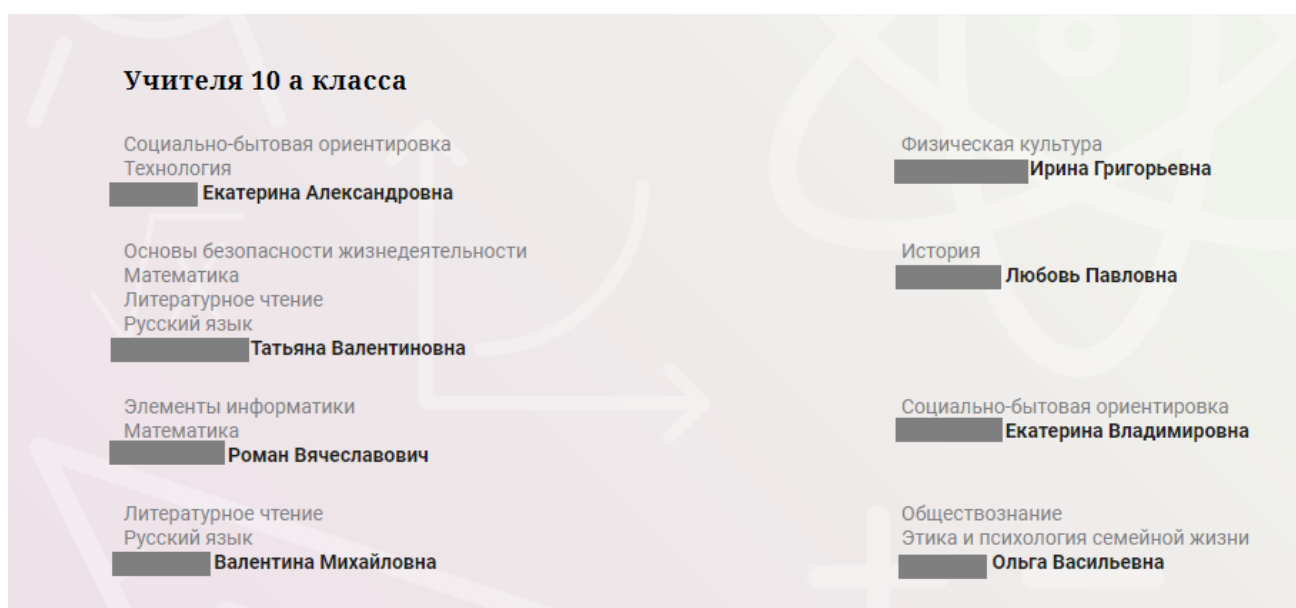 Учителя 10 а класса
Социально-бытовая ориентировка
Технология
Екатерина Александровна
Основы безопасности жизнедеятельности
Математика
Литературное чтение
Русский язык
Татьяна Валентиновна
Элементы информатики
Математика
Роман Вячеславович
Литературное чтение
Русский язык
Валентина Михайловна
Физическая культура
Ирина Григорьевна
История
Любовь Павловна
Социально-бытовая ориентировка
Екатерина Владимировна
Обществознание
Этика и психология семейной жизни
Ольга Васильевна